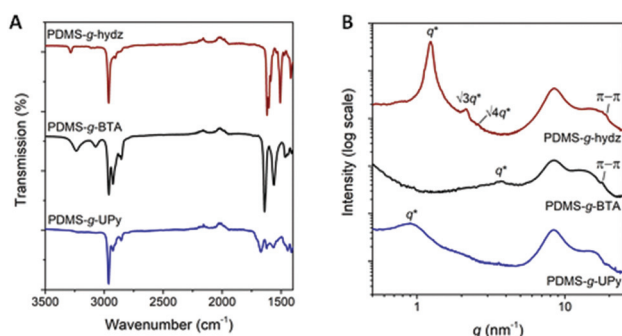 A
PDMS-g-hydz
PDMS-g-BTA
PDMS-g-UPy
Transmission (%)
3500 3000 2500 2000 1500
Wavenumber (cm⁻¹)
B
q*
√3q*
√4q*
π–π
PDMS-g-hydz
q*
π–π
PDMS-g-BTA
q*
PDMS-g-UPy
Intensity (log scale)
1 10
q (nm⁻¹)